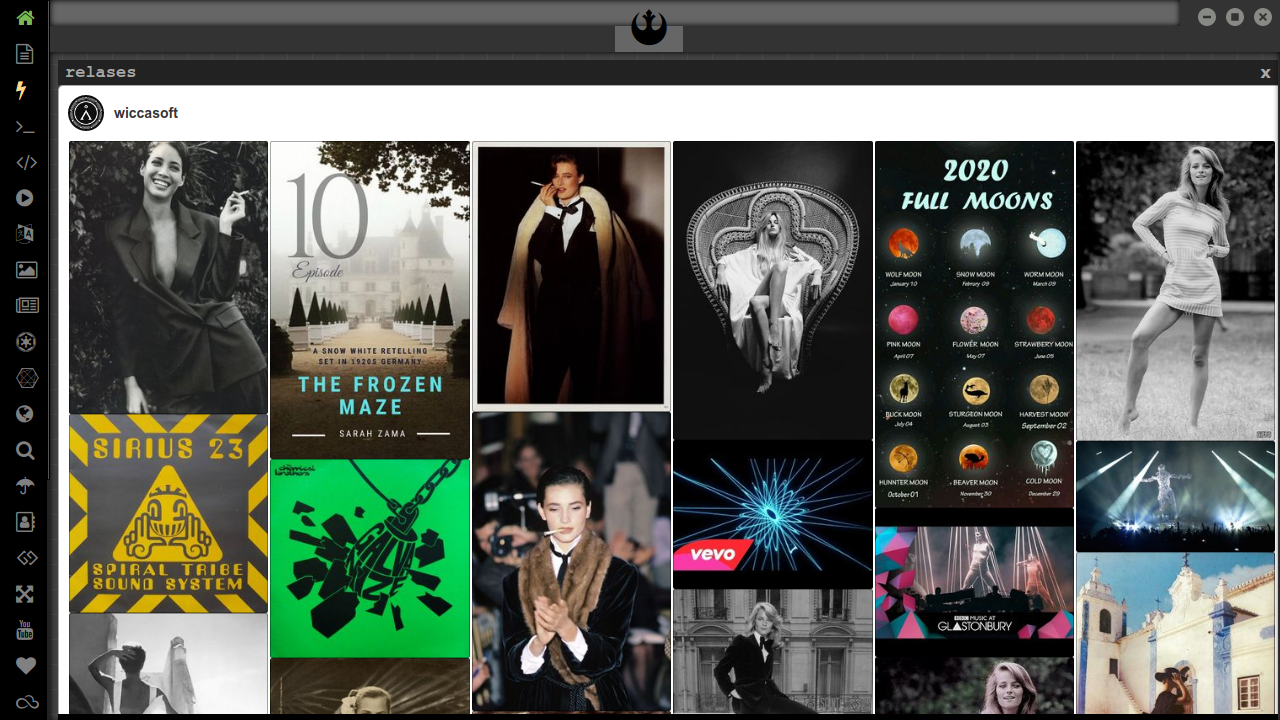 relases
x
wiccasoft
10
Episode
A SNOW WHITE RETELLING
SET IN 1920S GERMANY
THE FROZEN
MAZE
SARAH ZAMA
2020
FULL MOONS
WOLF MOON
January 10
SNOW MOON
Februry 09
WORM MOON
March 09
PINK MOON
April 07
FLOWER MOON
May 07
STRAWBERY MOON
June 05
BUCK MOON
July 04
STURGEON MOON
August 03
HARVEST MOON
September 02
HUNNTER MOON
October 01
BEAVER MOON
November 30
COLD MOON
December 29
SIRIUS 23
SPIRAL TRIBE
SOUND SYSTEM
the chemical
brothers
vevo
BBC MUSIC AT
GLASTONBURY
You
Tube